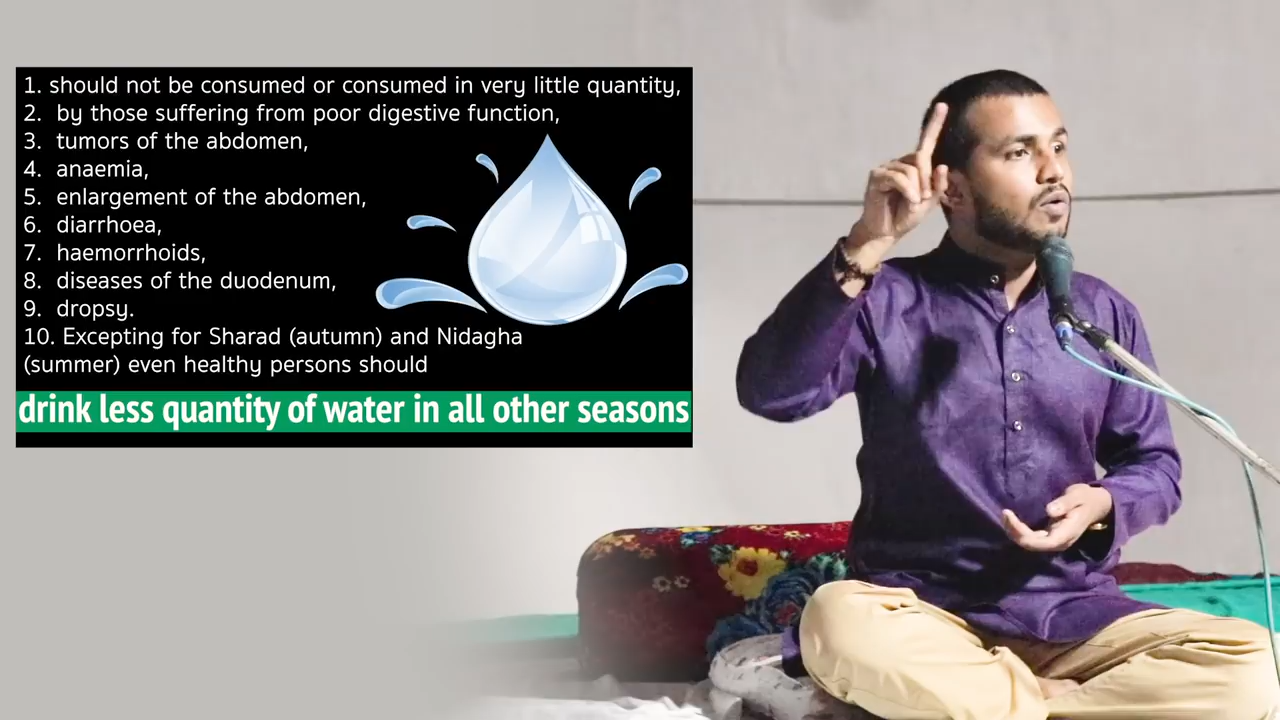 1. should not be consumed or consumed in very little quantity,
2. by those suffering from poor digestive function,
3. tumors of the abdomen,
4. anaemia,
5. enlargement of the abdomen,
6. diarrhoea,
7. haemorrhoids,
8. diseases of the duodenum,
9. dropsy.
10. Excepting for Sharad (autumn) and Nidagha
(summer) even healthy persons should
drink less quantity of water in all other seasons